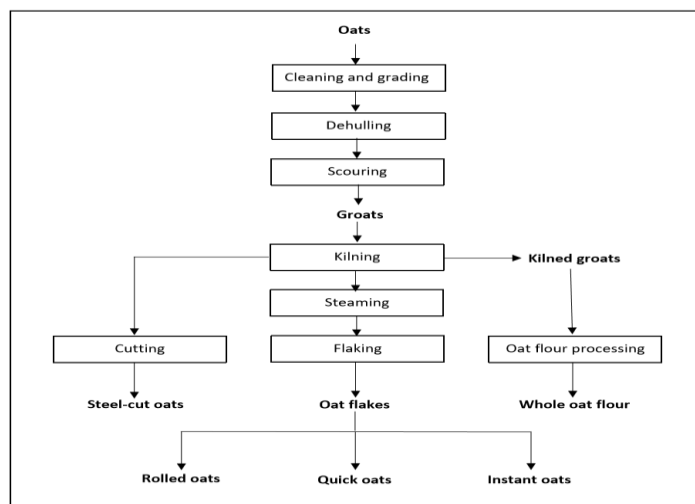 Oats
Cleaning and grading
Dehulling
Scouring
Groats
Kilning
Kilned groats
Steaming
Cutting
Flaking
Oat flour processing
Steel-cut oats
Oat flakes
Whole oat flour
Rolled oats
Quick oats
Instant oats